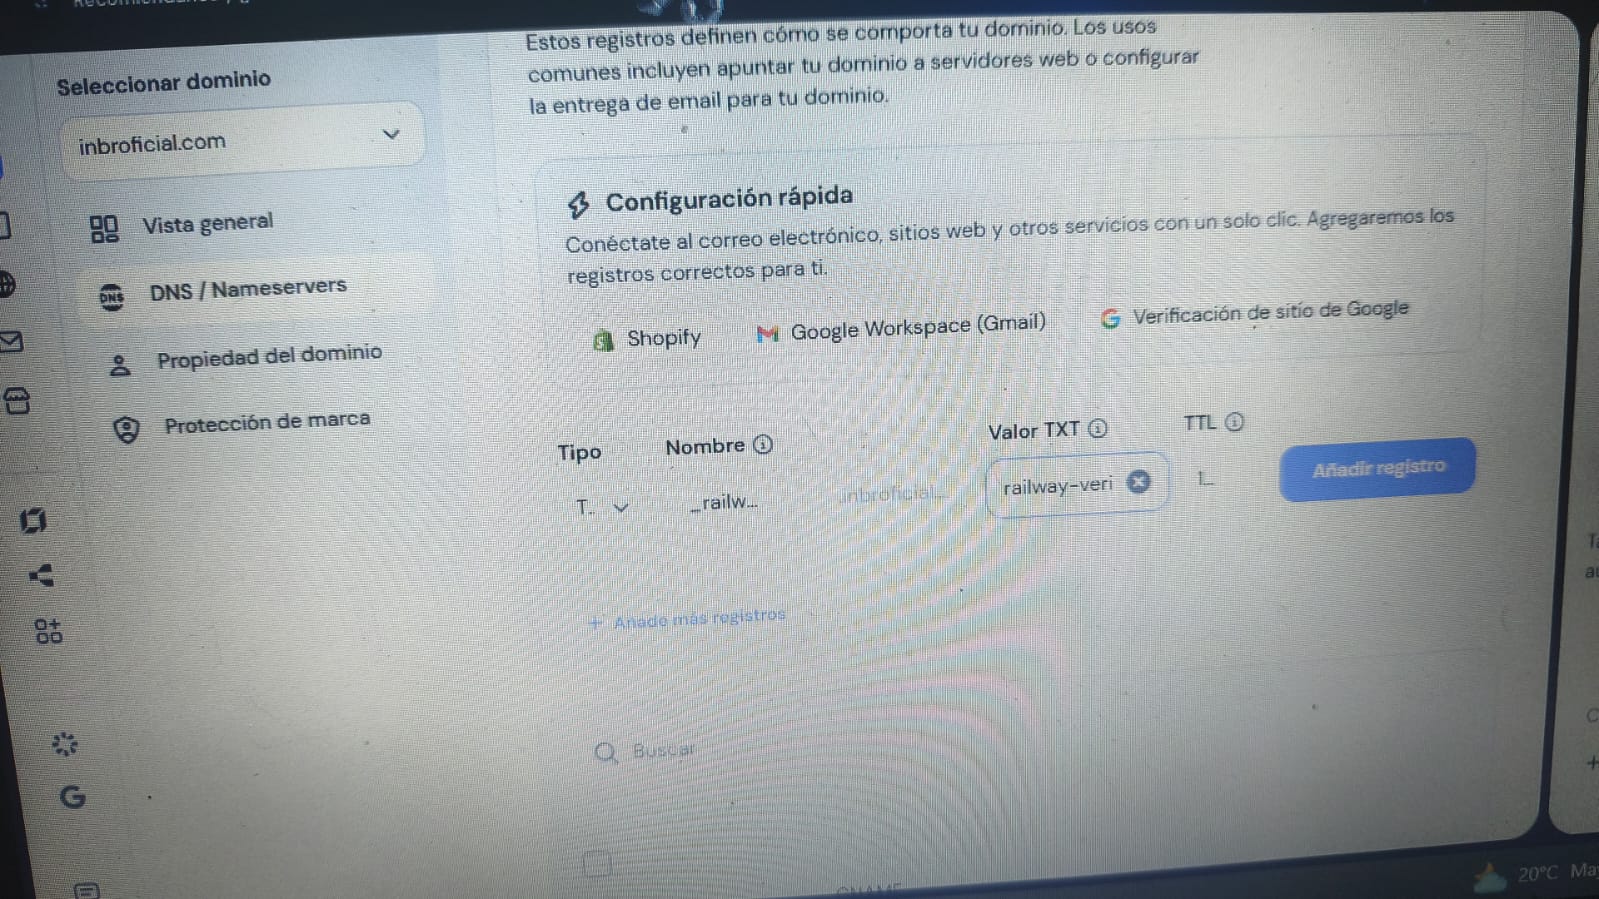 Estos registros definen cómo se comporta tu dominio. Los usos
comunes incluyen apuntar tu dominio a servidores web o configurar
la entrega de email para tu dominio.
Seleccionar dominio
inbroficial.com
Vista general
DNS / Nameservers
Propiedad del dominio
Protección de marca
Configuración rápida
Conéctate al correo electrónico, sitios web y otros servicios con un solo clic. Agregaremos los
registros correctos para ti.
Shopify
Google Workspace (Gmail)
Verificación de sitio de Google
Tipo
Nombre
Valor TXT
TTL
T..
_railw...
.inbroficial...
railway-veri
1...
Añadir registro
+ Añade más registros
Buscar
CNAME
20°C